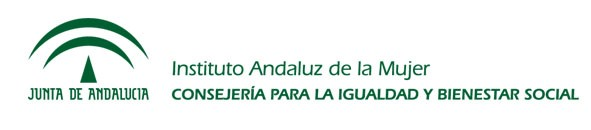 JUNTA DE ANDALUCIA
Instituto Andaluz de la Mujer
CONSEJERÍA PARA LA IGUALDAD Y BIENESTAR SOCIAL